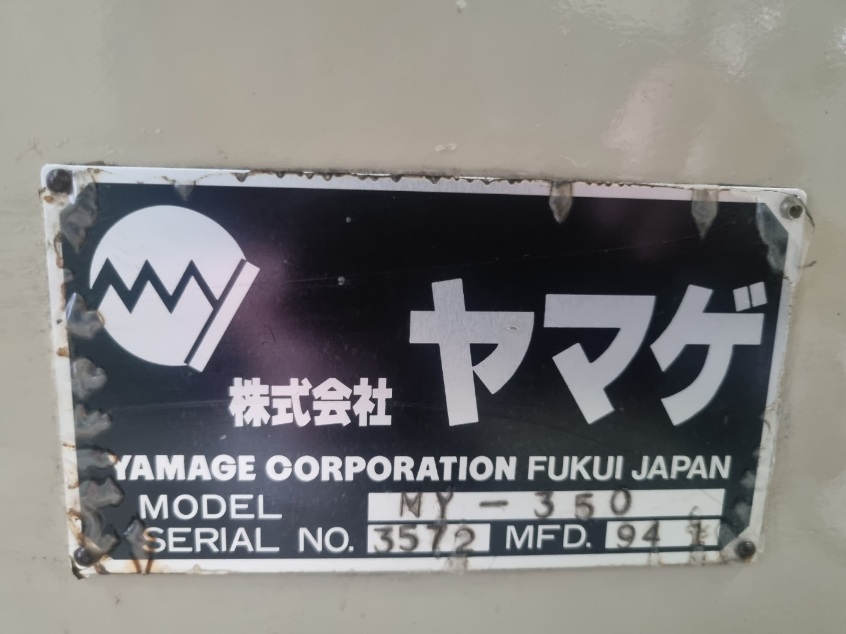 株式会社 ヤマゲ
YAMAGE CORPORATION FUKUI JAPAN
MODEL MY-350
SERIAL NO. 3572 MFD. 94